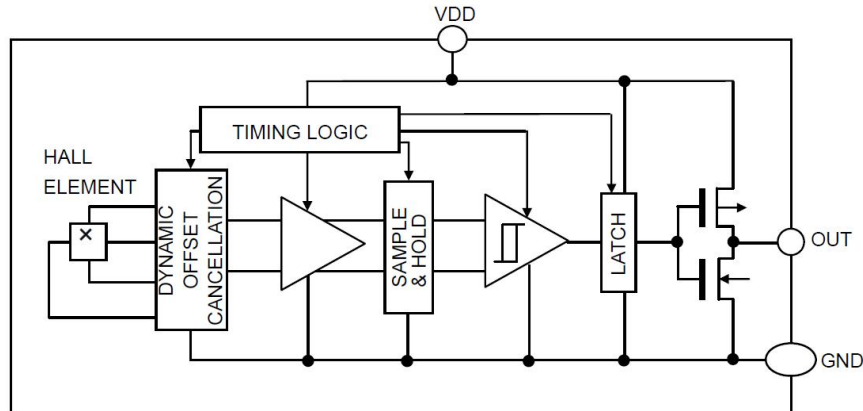 VDD
TIMING LOGIC
HALL
ELEMENT
DYNAMIC
OFFSET
CANCELLATION
SAMPLE
& HOLD
LATCH
OUT
GND